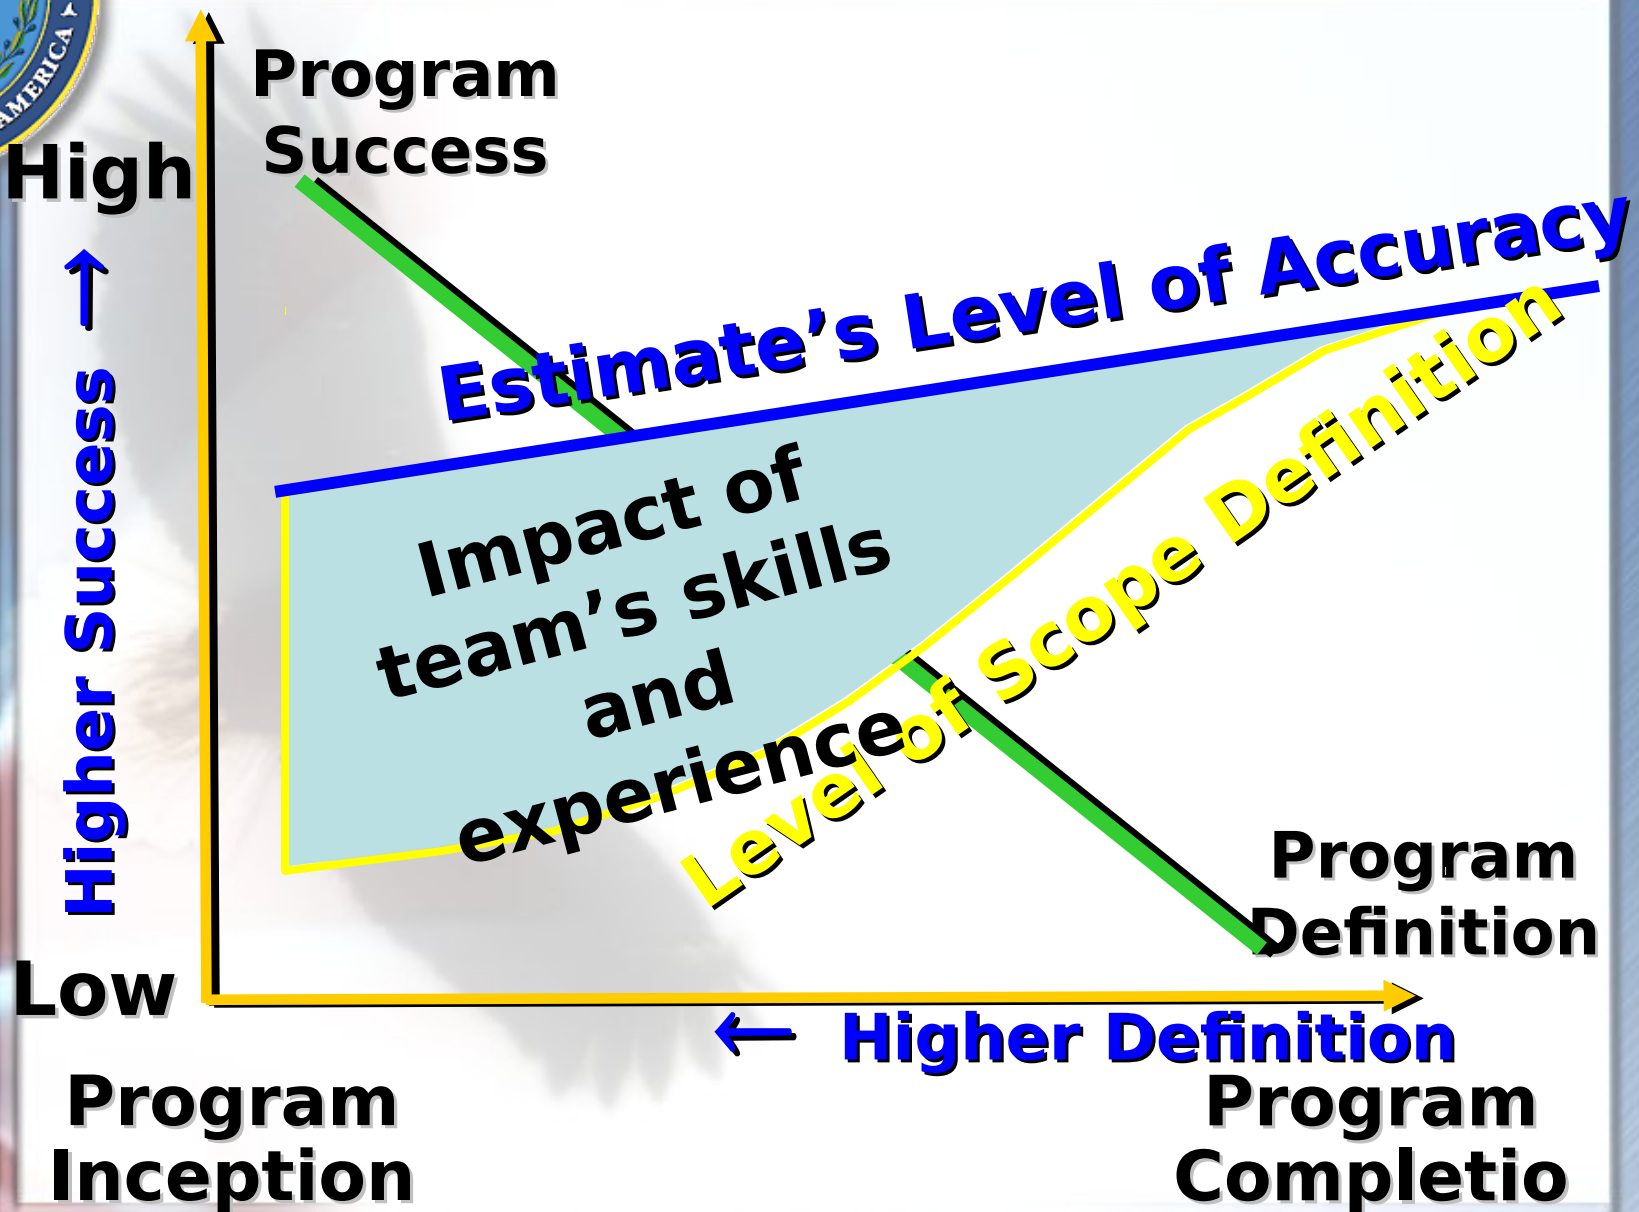 AMERICA
Program
Success
High
Higher Success →
Estimate’s Level of Accuracy
Impact of
team’s skills
and
experience
Level of Scope Definition
Program
Definition
Low
← Higher Definition
Program
Inception
Program
Completio